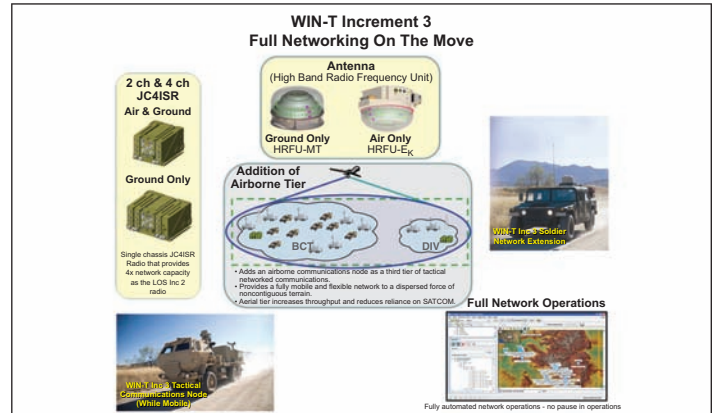 WIN-T Increment 3
Full Networking On The Move
2 ch & 4 ch
JC4ISR
Air & Ground
Ground Only
Single chassis JC4ISR
Radio that provides
4x network capacity
as the LOS Inc 2
radio
Antenna
(High Band Radio Frequency Unit)
Ground Only
HRFU-MT
Air Only
HRFU-EK
Addition of
Airborne Tier
BCT
DIV
• Adds an airborne communications node as a third tier of tactical
networked communications.
• Provides a fully mobile and flexible network to a dispersed force of
noncontiguous terrain.
• Aerial tier increases throughput and reduces reliance on SATCOM.
WIN-T Inc 3 Soldier
Network Extension
WIN-T Inc 3 Tactical
Communications Node
(While Mobile)
Full Network Operations
Fully automated network operations - no pause in operations